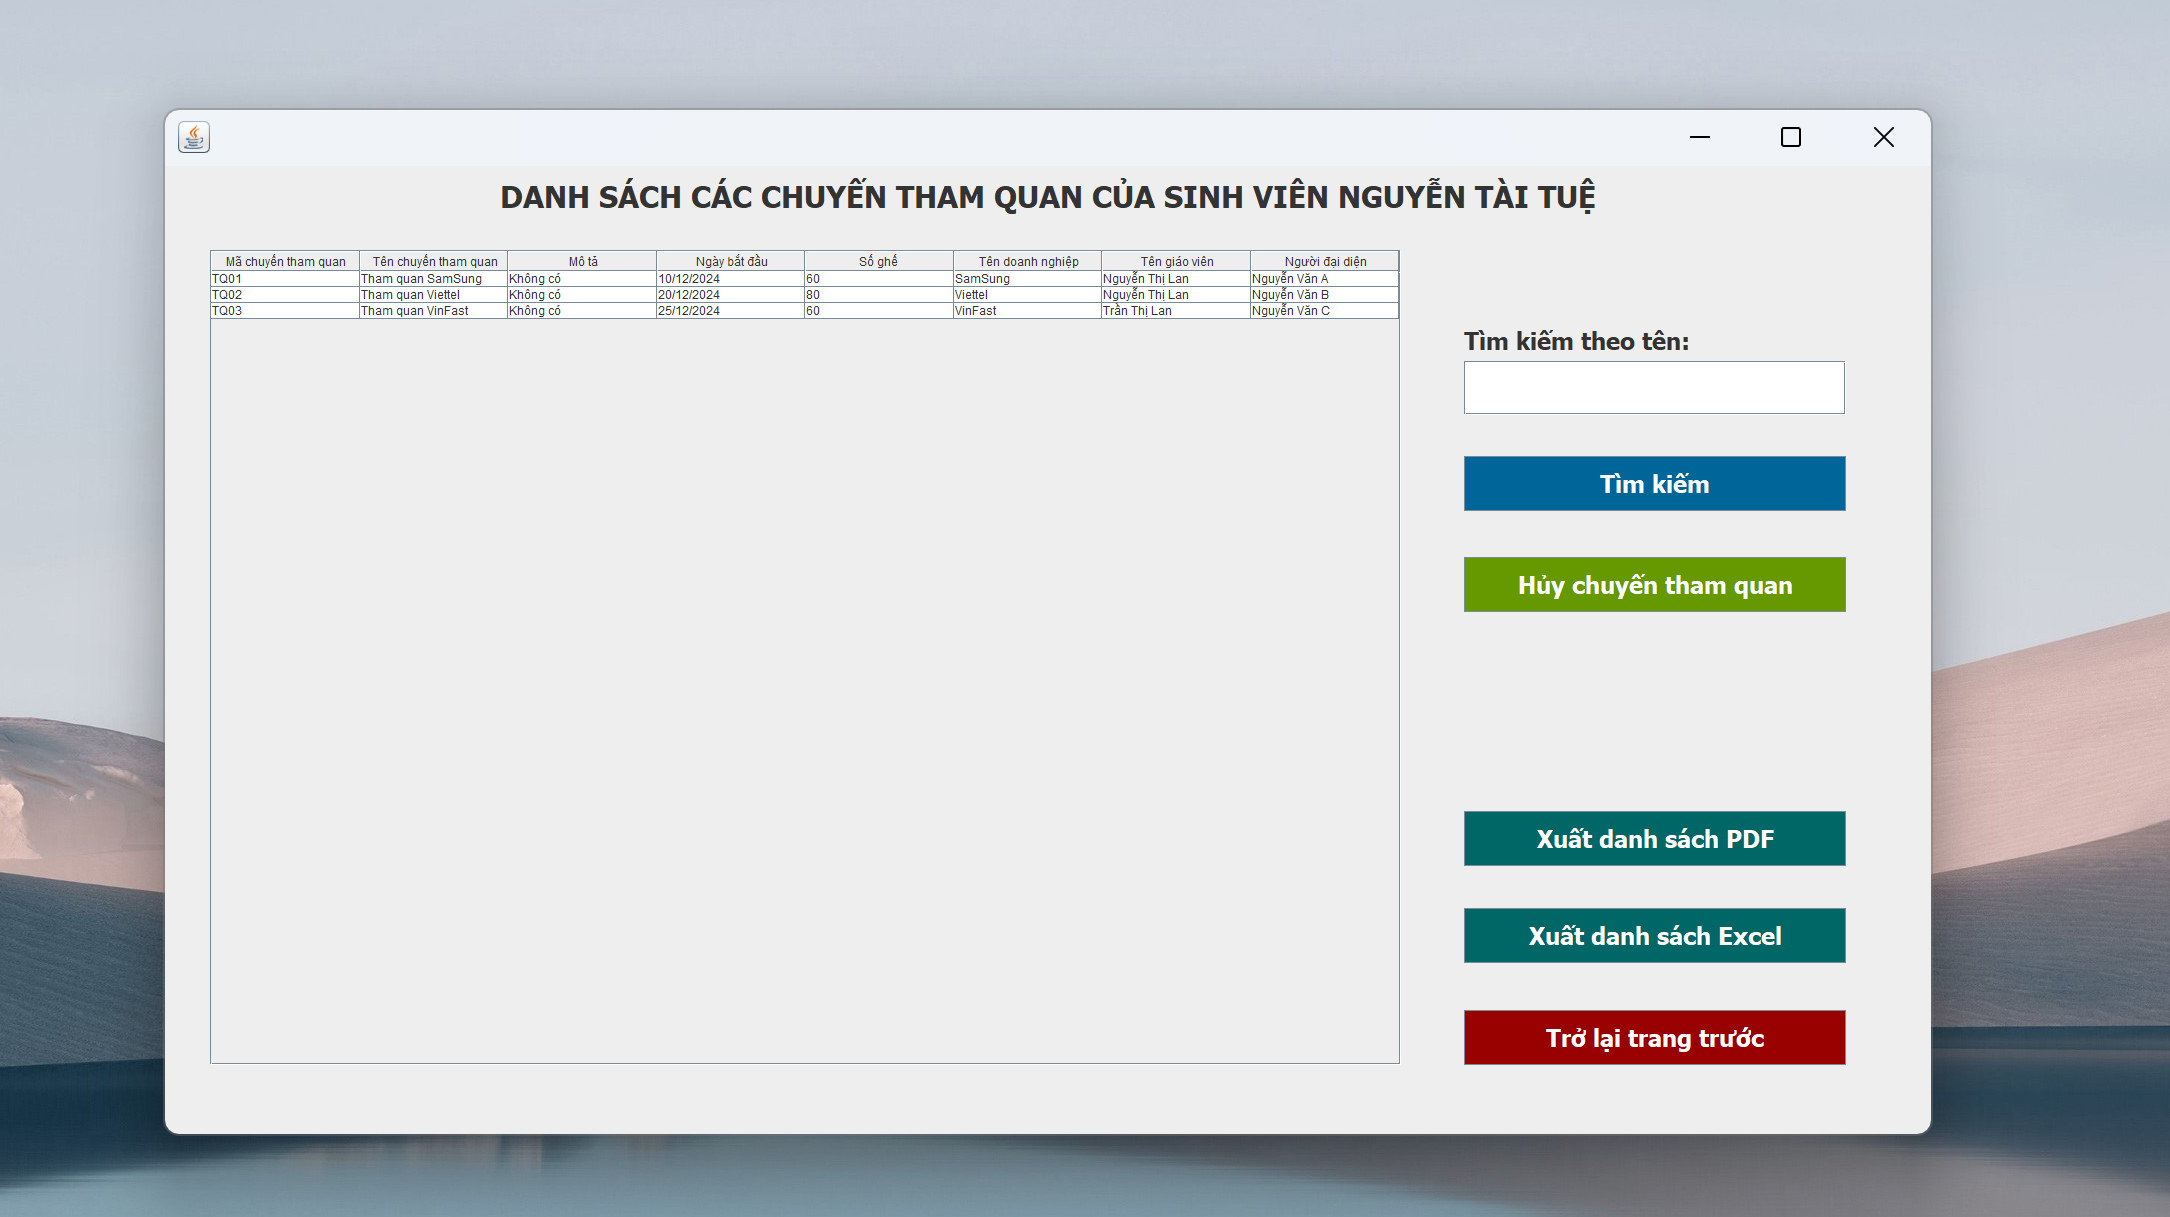 DANH SÁCH CÁC CHUYẾN THAM QUAN CỦA SINH VIÊN NGUYỄN TÀI TUỆ
Mã chuyến tham quan Tên chuyến tham quan Mô tả Ngày bắt đầu Số ghế Tên doanh nghiệp Tên giáo viên Người đại diện
TQ01 Tham quan SamSung Không có 10/12/2024 60 SamSung Nguyễn Thị Lan Nguyễn Văn A
TQ02 Tham quan Viettel Không có 20/12/2024 80 Viettel Nguyễn Thị Lan Nguyễn Văn B
TQ03 Tham quan VinFast Không có 25/12/2024 60 VinFast Trần Thị Lan Nguyễn Văn C
Tìm kiếm theo tên:
Tìm kiếm
Hủy chuyến tham quan
Xuất danh sách PDF
Xuất danh sách Excel
Trở lại trang trước